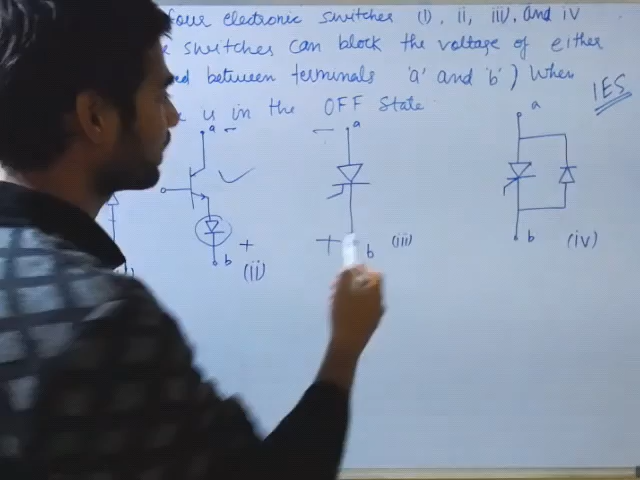 four electronic switches (i), ii, iii), and iv
switches can block the voltage of either
between terminals 'a' and 'b') When
is in the OFF State
IES
a - - a a
+ b (ii) + b (iii) b (iv)